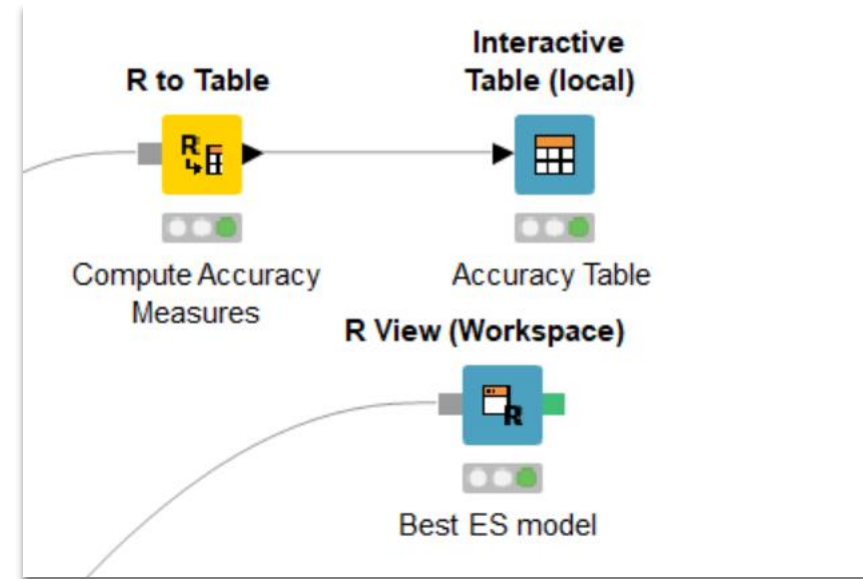 Interactive
Table (local)
R to Table
R
Compute Accuracy
Measures
Accuracy Table
R View (Workspace)
R
Best ES model